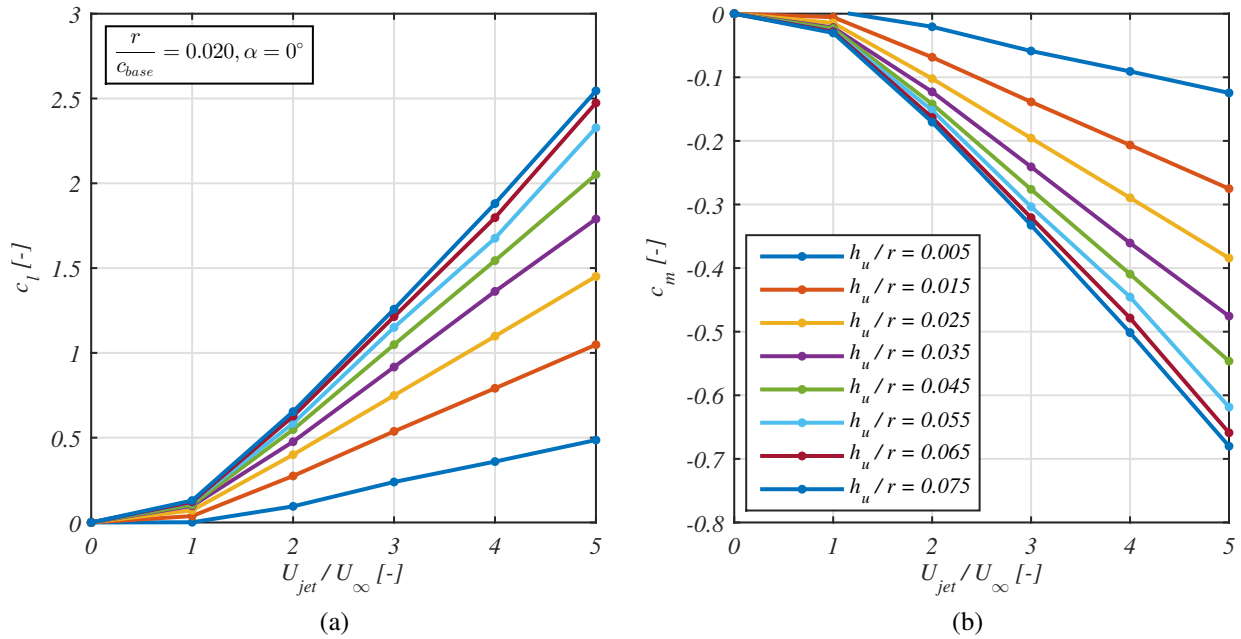 r/c_base = 0.020, α = 0°
3
2.5
2
1.5
1
0.5
0
c_l [-]
0 1 2 3 4 5
U_jet / U_∞ [-]
(a)
0
-0.1
-0.2
-0.3
-0.4
-0.5
-0.6
-0.7
-0.8
c_m [-]
h_u / r = 0.005
h_u / r = 0.015
h_u / r = 0.025
h_u / r = 0.035
h_u / r = 0.045
h_u / r = 0.055
h_u / r = 0.065
h_u / r = 0.075
0 1 2 3 4 5
U_jet / U_∞ [-]
(b)